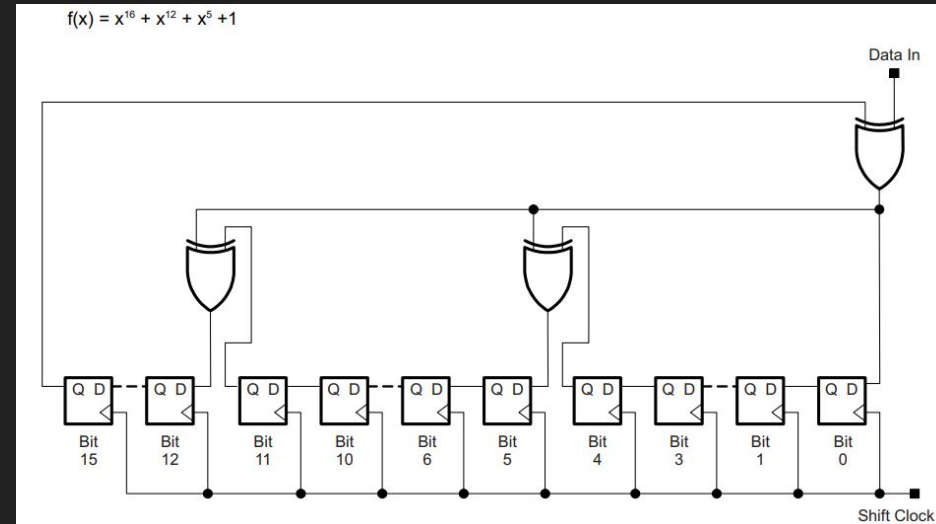 f(x) = x¹⁶ + x¹² + x⁵ +1
Data In
Q D Q D Q D Q D Q D Q D Q D Q D Q D Q D
Bit Bit Bit Bit Bit Bit Bit Bit Bit Bit
15 12 11 10 6 5 4 3 1 0
Shift Clock